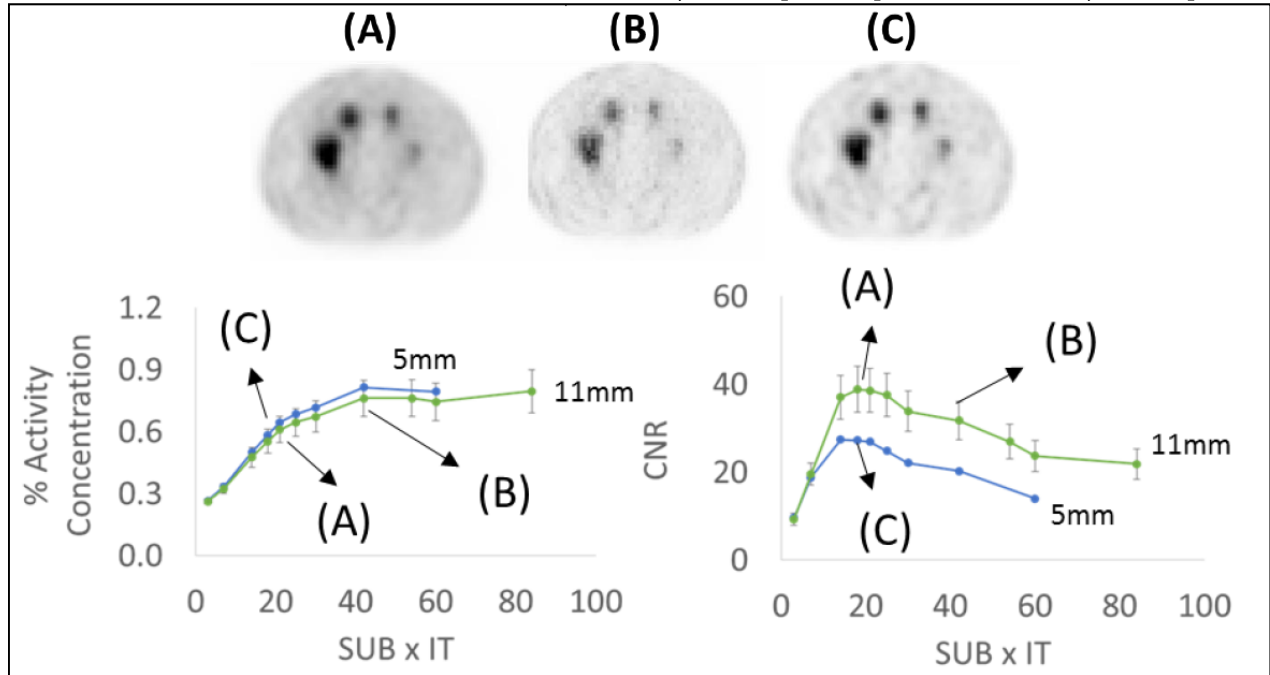 (A) (B) (C)
% Activity
Concentration
1.2
0.9
0.6
0.3
0.0
(C)
(A)
(B)
5mm
11mm
0 20 40 60 80 100
SUB x IT
CNR
60
40
20
0
(A)
(B)
(C)
11mm
5mm
0 20 40 60 80 100
SUB x IT